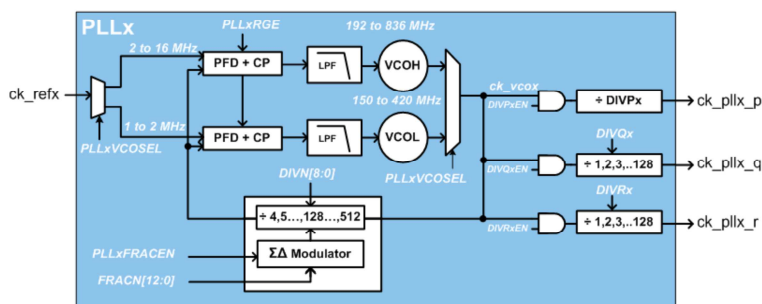 PLLx
PLLxRGE
192 to 836 MHz
2 to 16 MHz
PFD + CP
LPF
VCOH
ck_refx
ck_vcox
DIVPxEN
÷ DIVPx
ck_pllx_p
150 to 420 MHz
1 to 2 MHz
PFD + CP
LPF
VCOL
PLLxVCOSEL
DIVQx
PLLxVCOSEL
DIVQxEN
÷ 1,2,3,..128
ck_pllx_q
DIVN[8:0]
DIVRx
÷ 4,5...,128...,512
DIVRxEN
÷ 1,2,3,..128
ck_pllx_r
PLLxFRACEN
ΣΔ Modulator
FRACN[12:0]